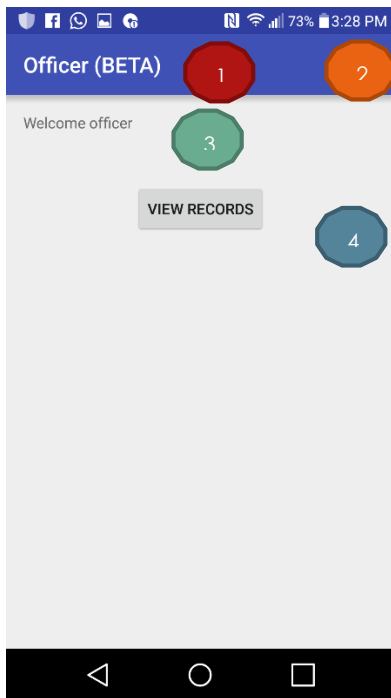 73% 3:28 PM
Officer (BETA)
1
2
Welcome officer
3
VIEW RECORDS
4